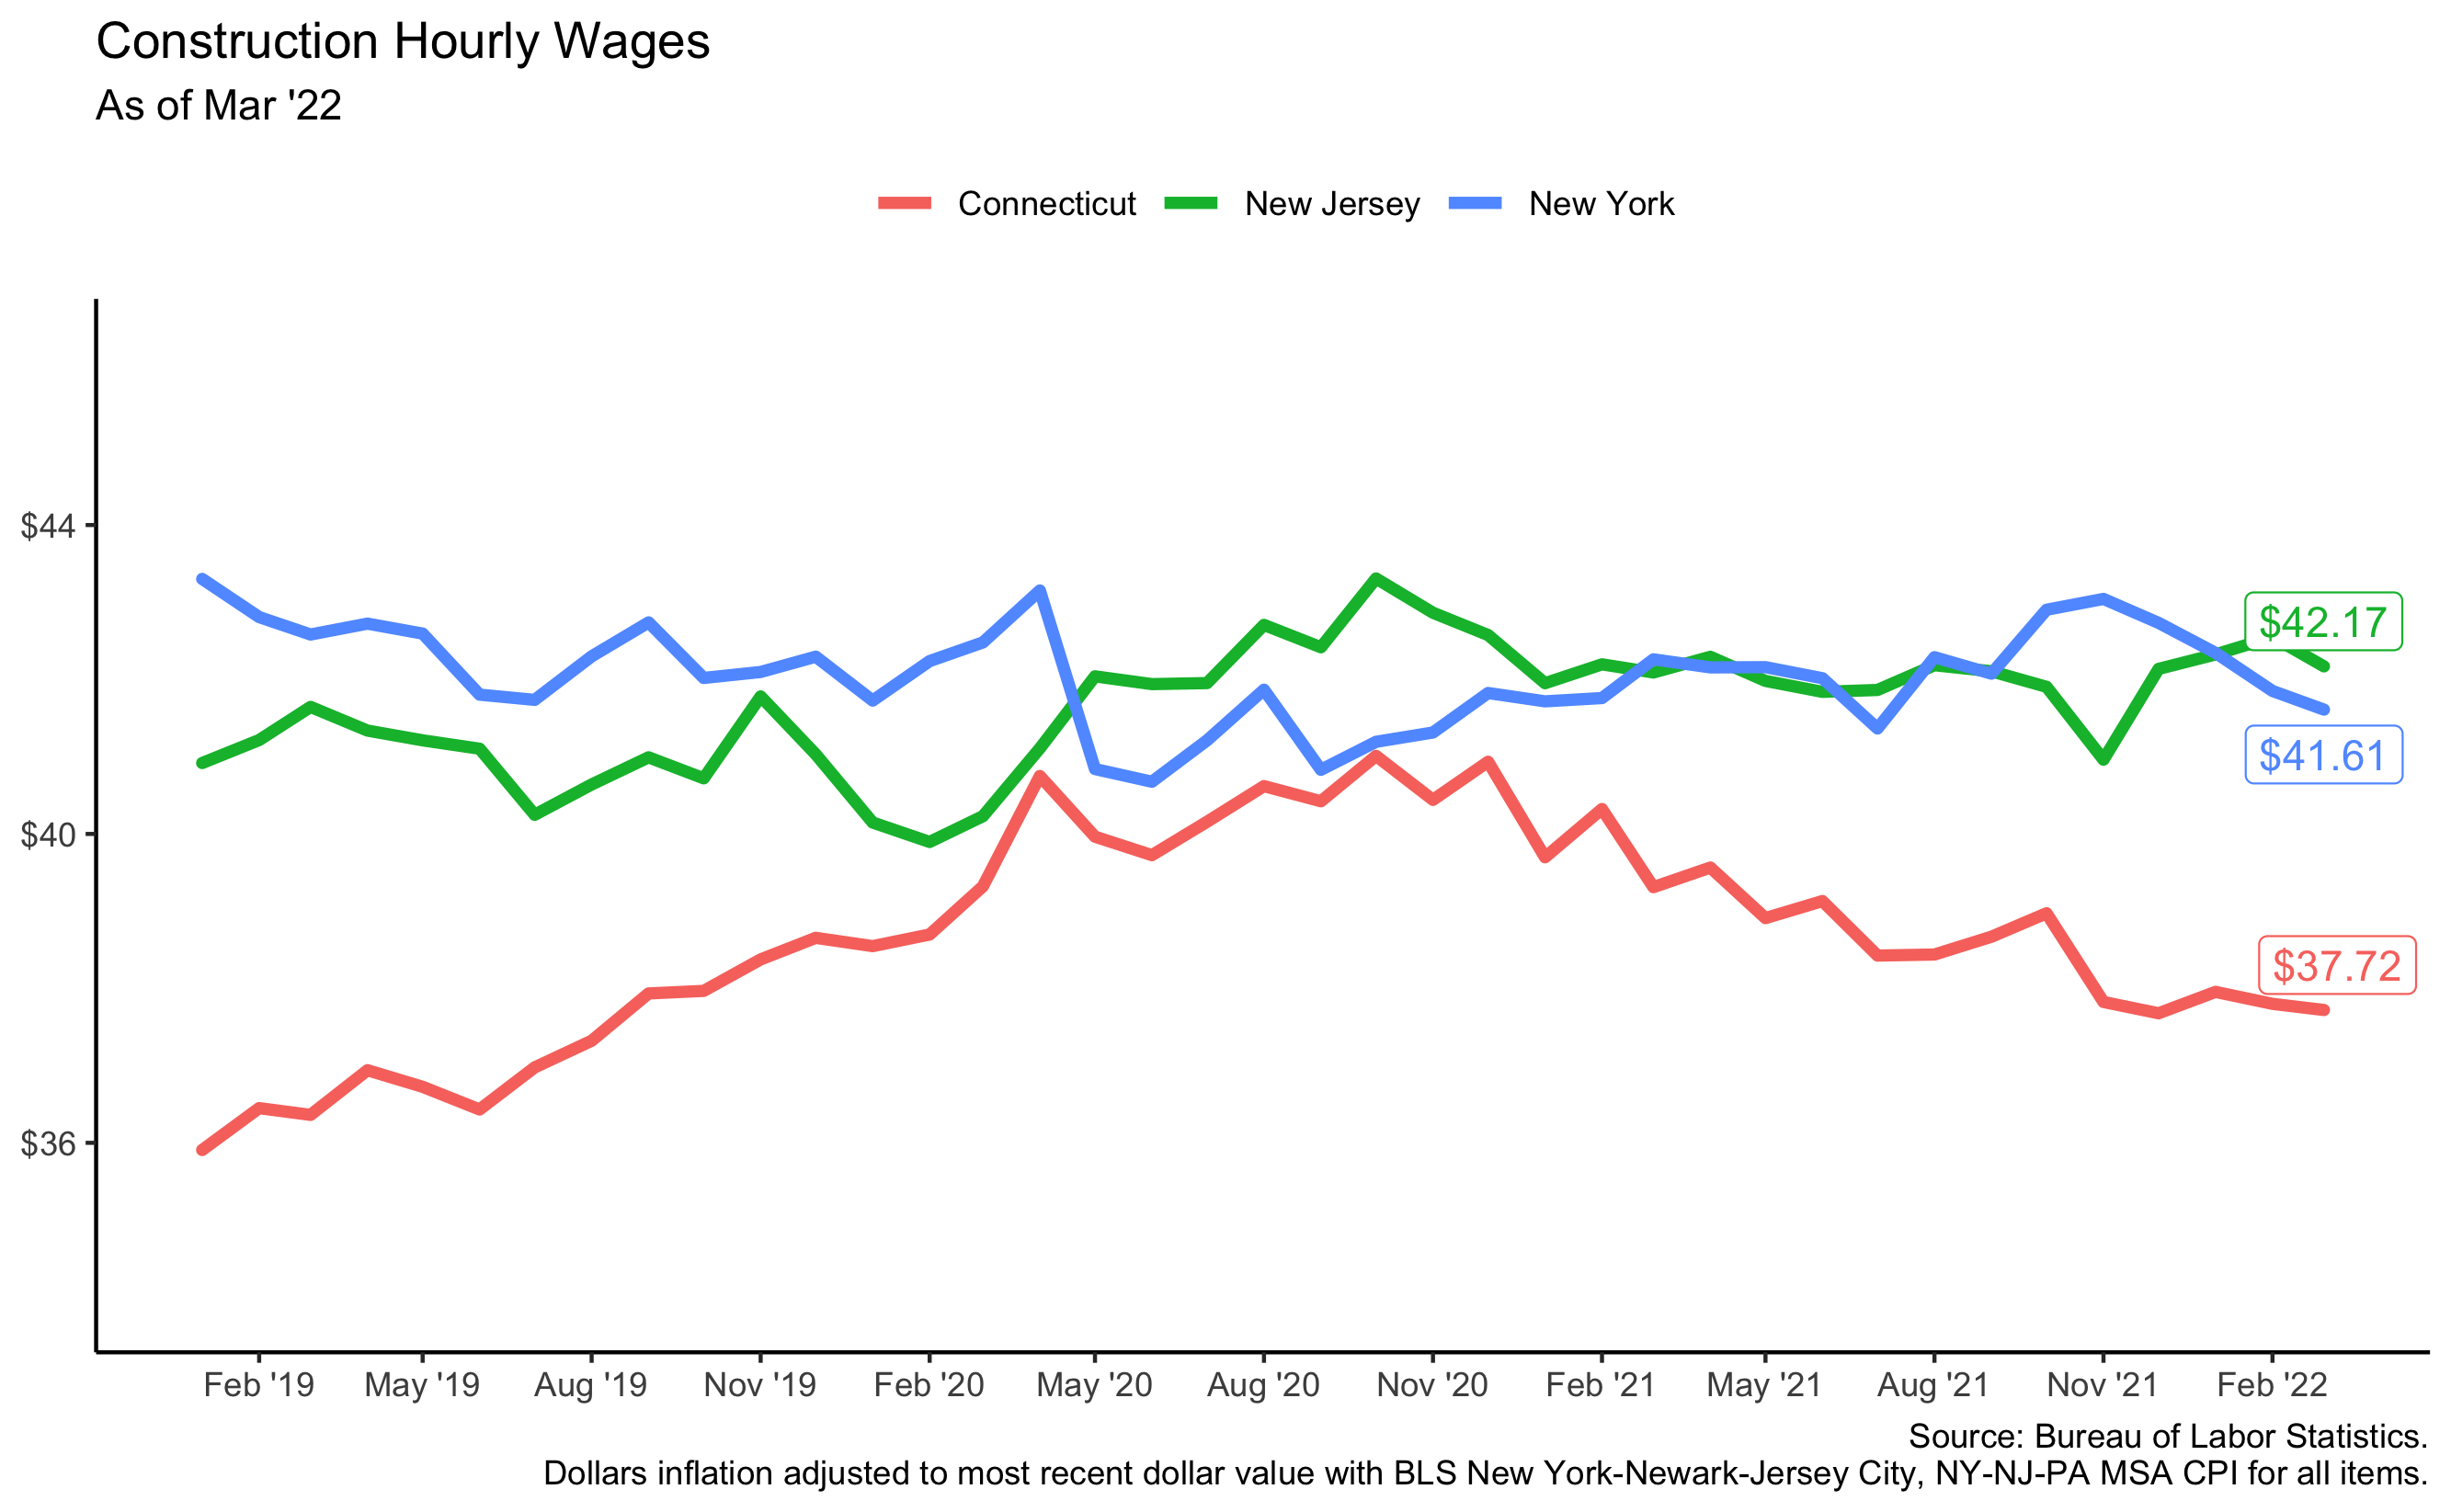 Construction Hourly Wages
As of Mar '22
Connecticut New Jersey New York
$44
$42.17
$41.61
$40
$37.72
$36
Feb '19 May '19 Aug '19 Nov '19 Feb '20 May '20 Aug '20 Nov '20 Feb '21 May '21 Aug '21 Nov '21 Feb '22
Source: Bureau of Labor Statistics.
Dollars inflation adjusted to most recent dollar value with BLS New York-Newark-Jersey City, NY-NJ-PA MSA CPI for all items.